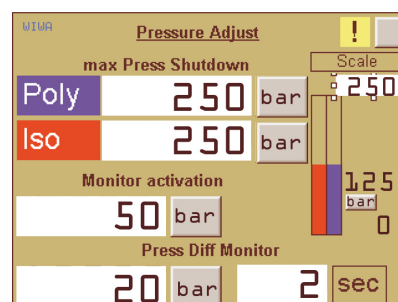 WIWA Pressure Adjust !
max Press Shutdown Scale
Poly 250 bar 250
Iso 250 bar
Monitor activation 125
50 bar bar
0
Press Diff Monitor
20 bar 2 sec